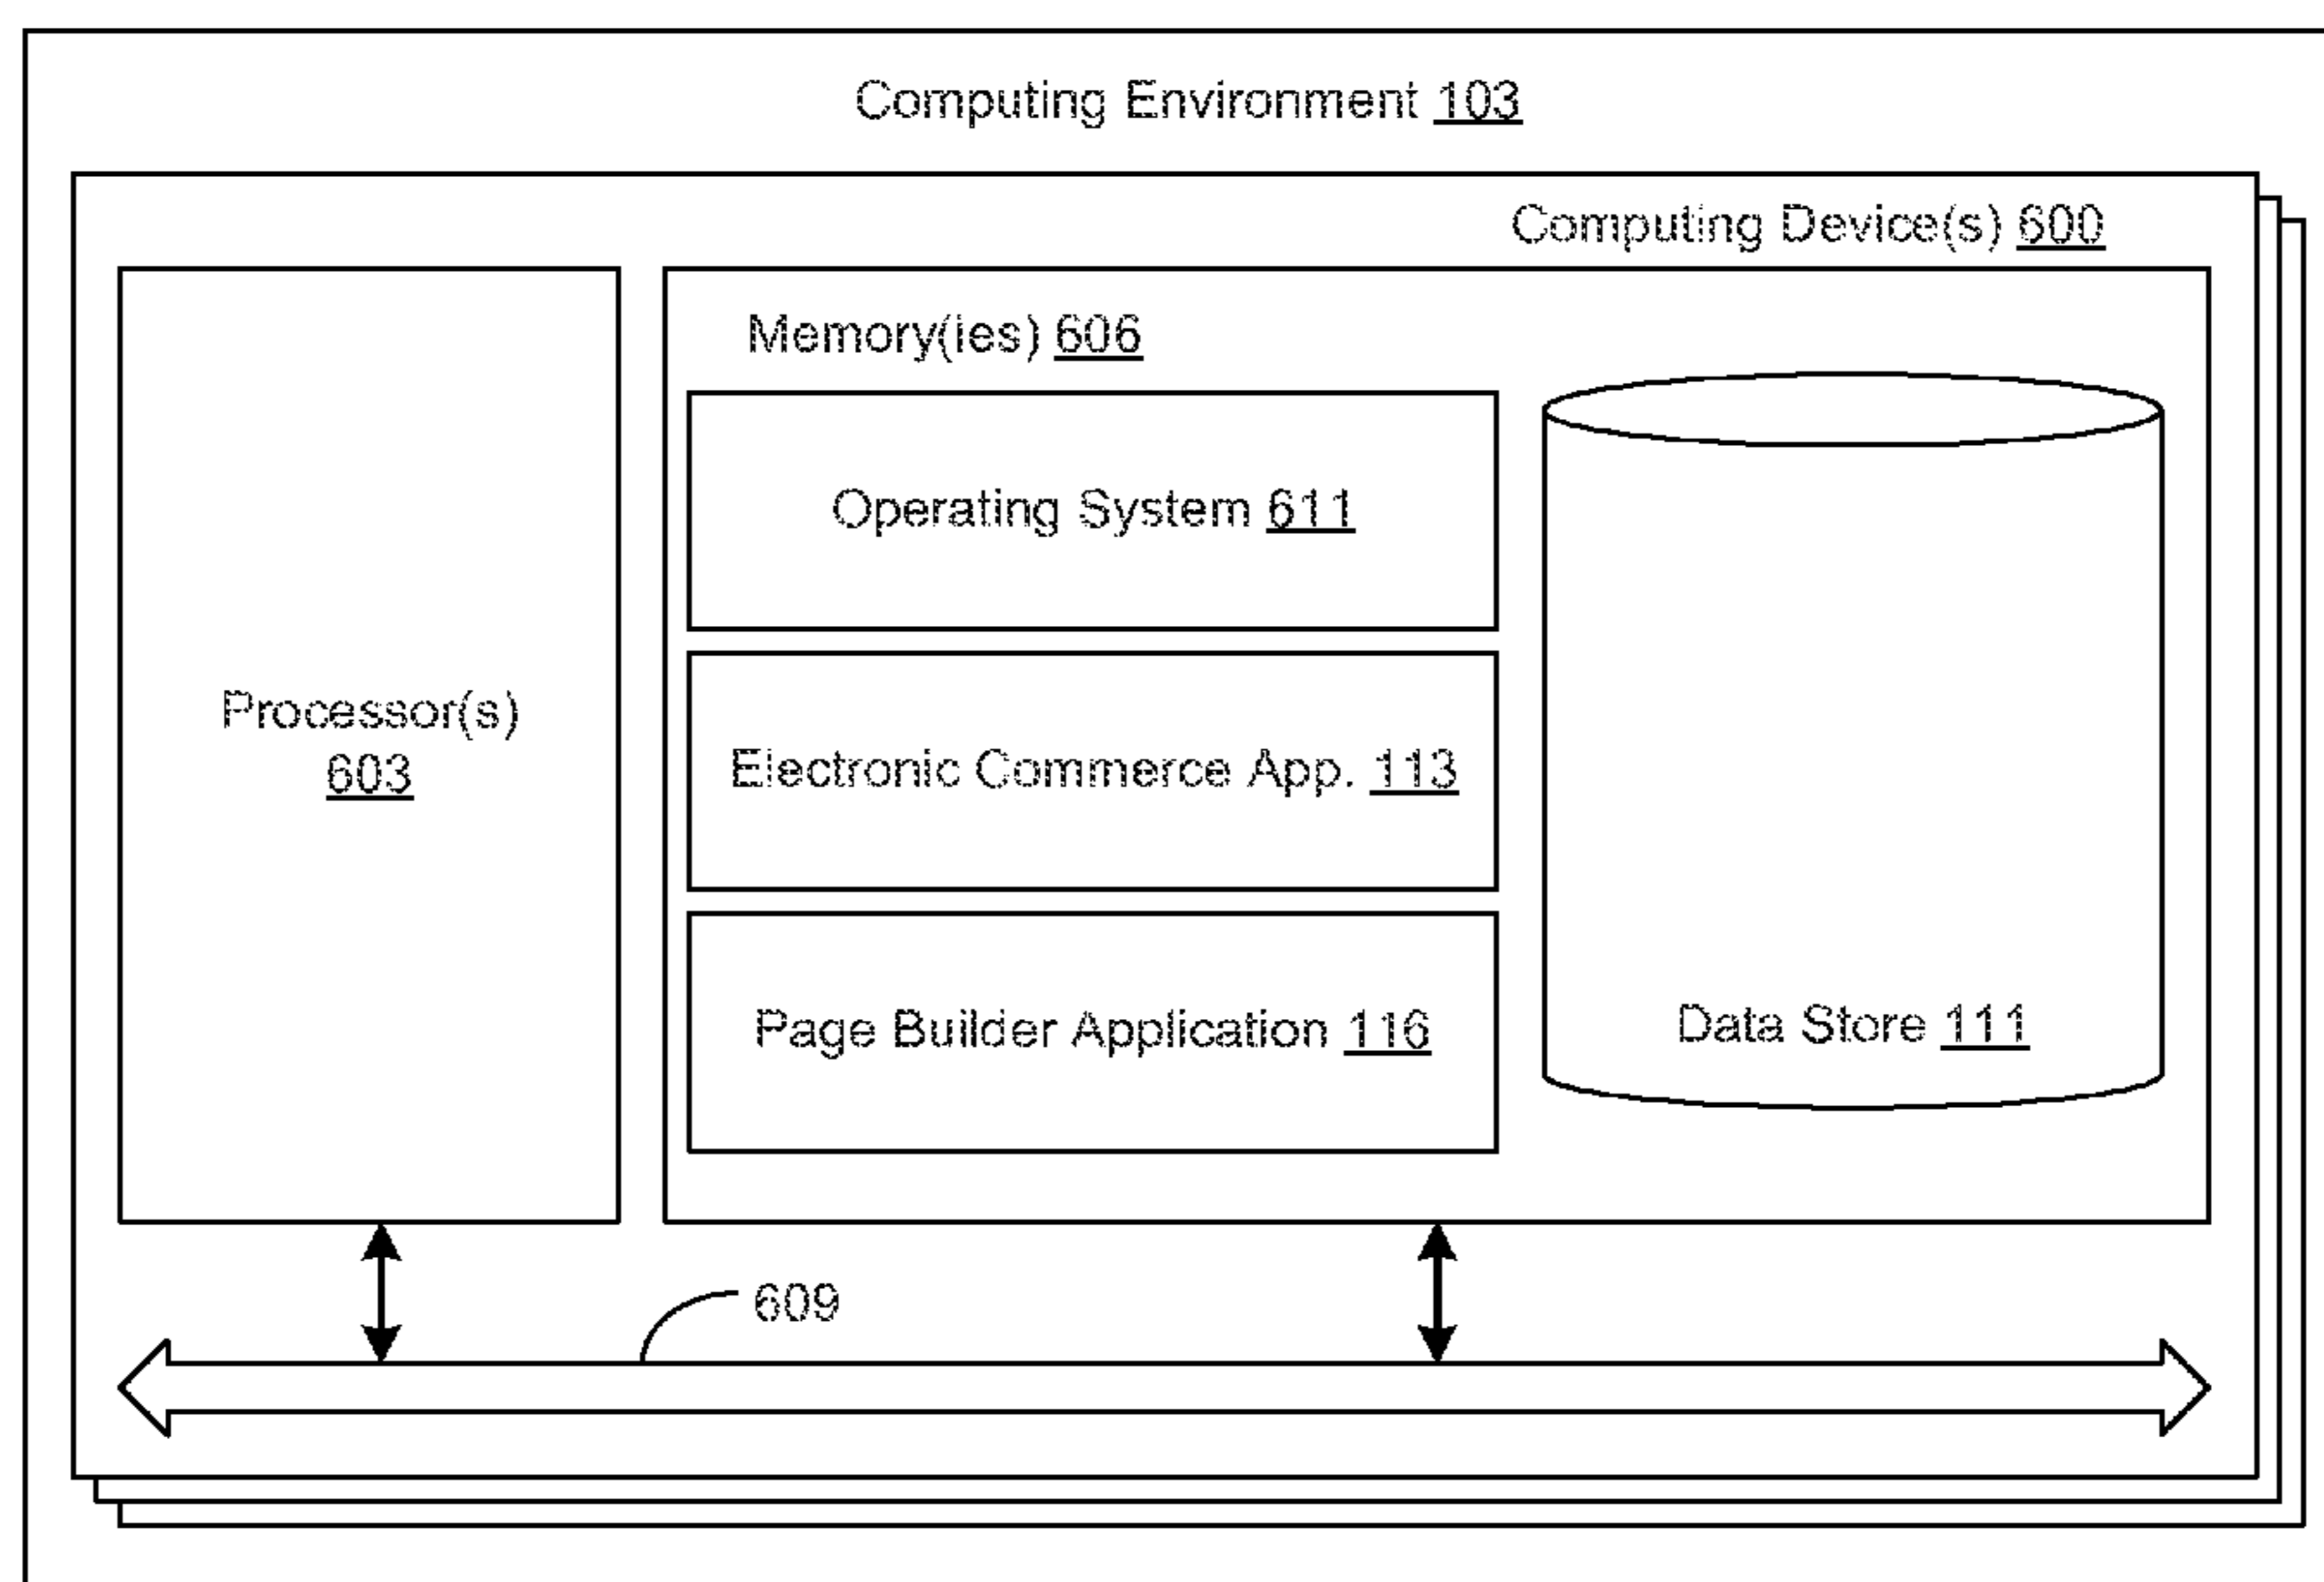 Computing Environment 103
Computing Device(s) 600
Memory(ies) 606
Operating System 611
Processor(s)
603
Electronic Commerce App. 113
Page Builder Application 116
Data Store 111
609